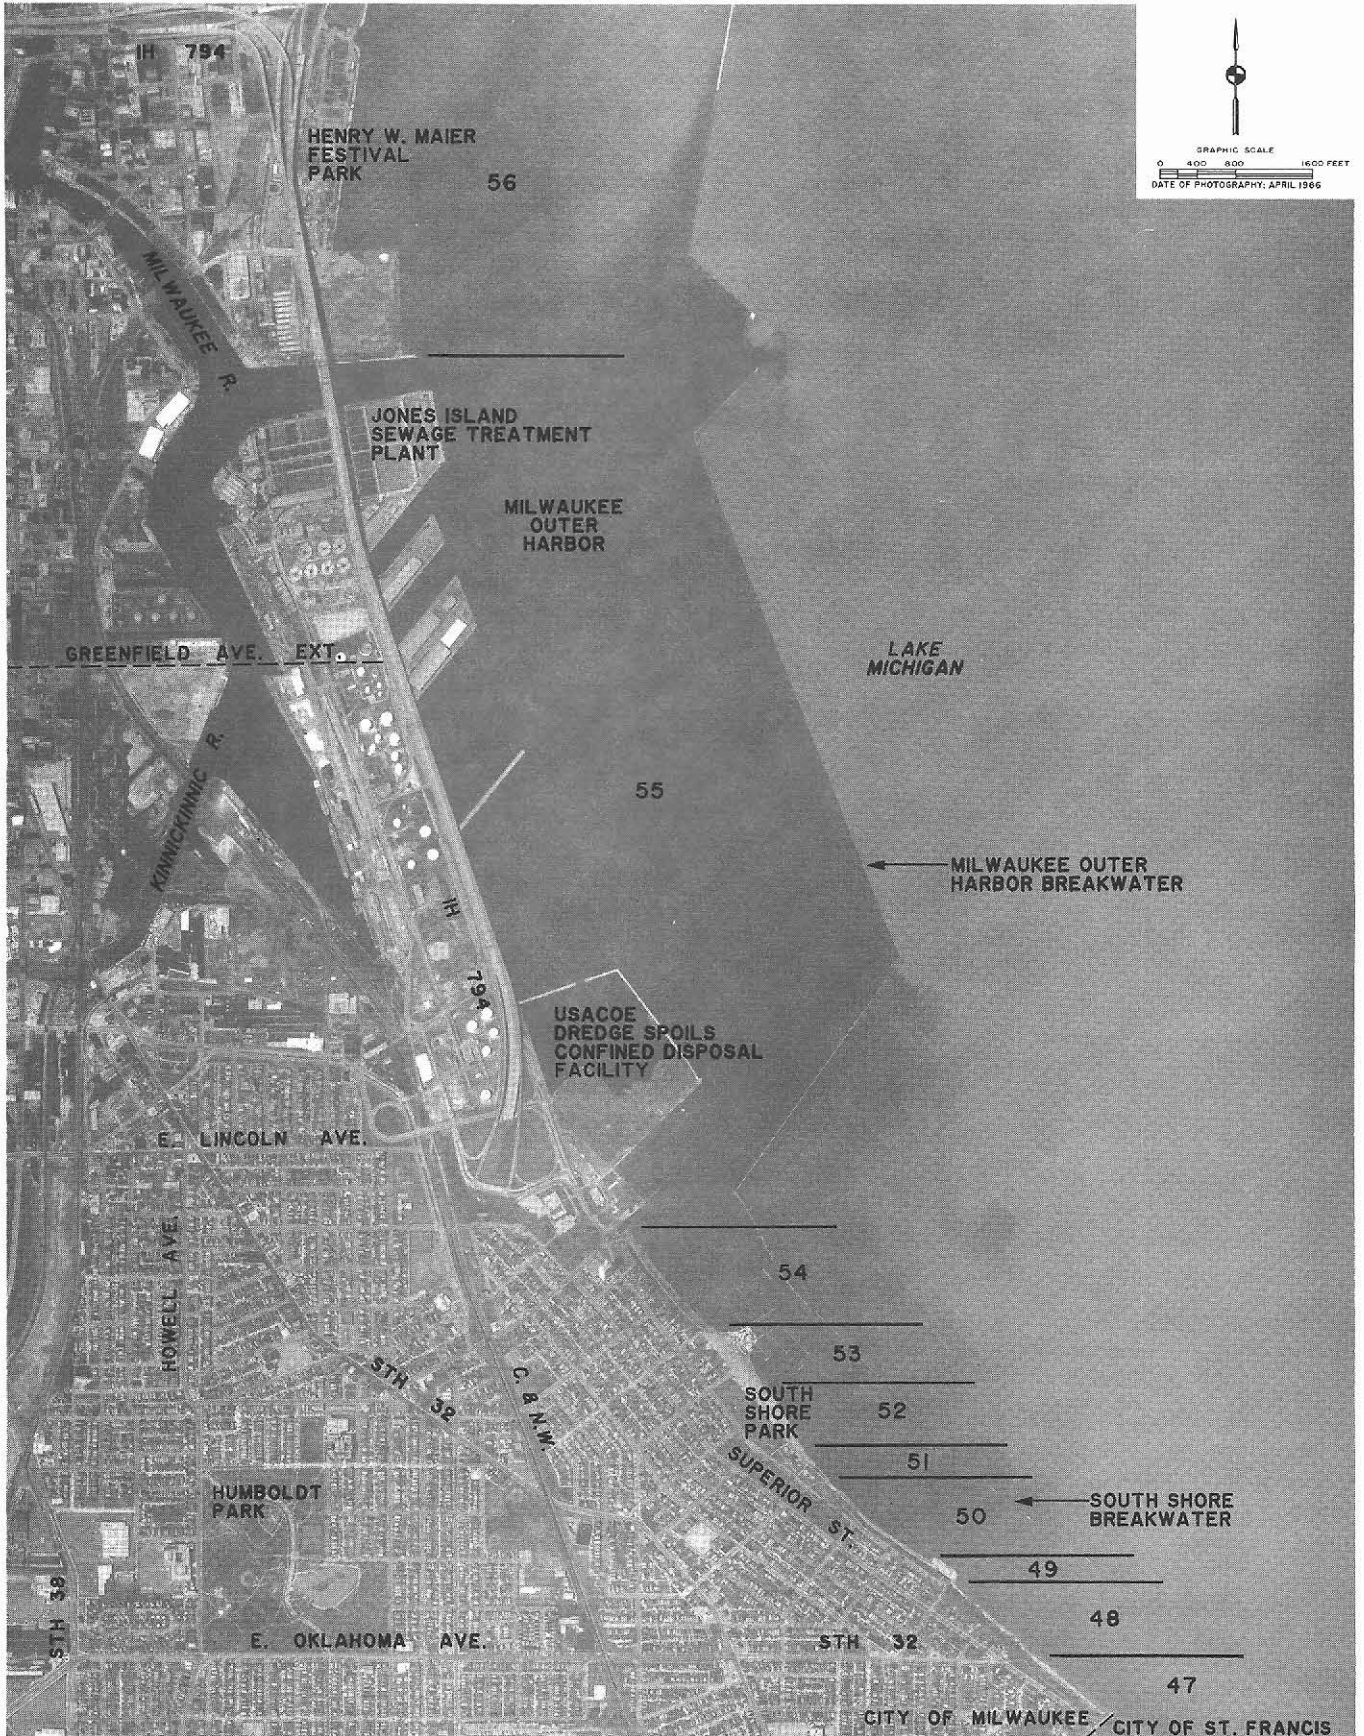 IH 794
HENRY W. MAIER
FESTIVAL
PARK
56
GRAPHIC SCALE
0 400 800 1600 FEET
DATE OF PHOTOGRAPHY: APRIL 1986
MILWAUKEE R.
JONES ISLAND
SEWAGE TREATMENT
PLANT
MILWAUKEE
OUTER
HARBOR
GREENFIELD AVE. EXT.
LAKE
MICHIGAN
KINNICKINNIC R.
55
MILWAUKEE OUTER
HARBOR BREAKWATER
IH 794
USACOE
DREDGE SPOILS
CONFINED DISPOSAL
FACILITY
E. LINCOLN AVE.
HOWELL AVE.
54
53
STH 32
C. & N.W.
SOUTH
SHORE
PARK
52
51
SUPERIOR ST.
HUMBOLDT
PARK
50
SOUTH SHORE
BREAKWATER
49
48
STH 38
E. OKLAHOMA AVE.
STH 32
47
CITY OF MILWAUKEE
CITY OF ST. FRANCIS